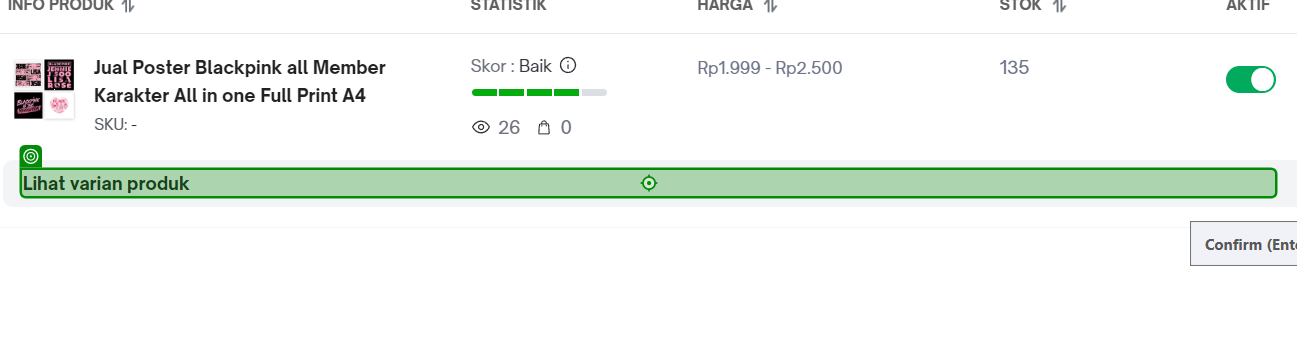 INFO PRODUK STATISTIK HARGA STOK AKTIF
Jual Poster Blackpink all Member
Karakter All in one Full Print A4
SKU: -
Skor : Baik
26 0
Rp1.999 - Rp2.500
135
Lihat varian produk
Confirm (Ente